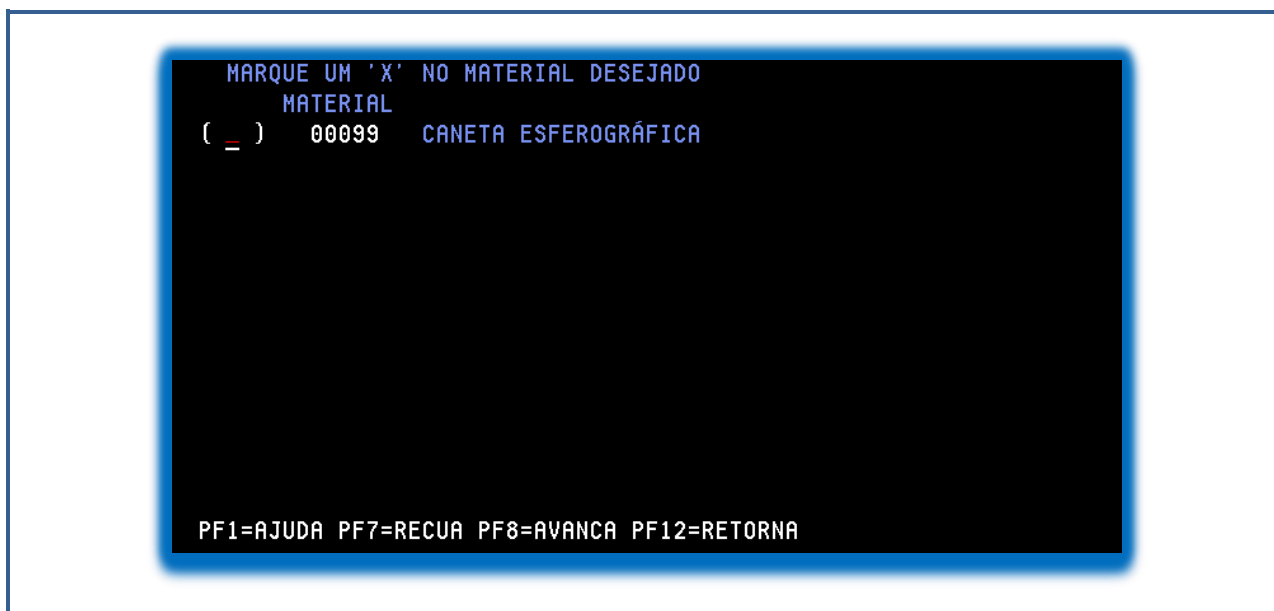 MARQUE UM 'X' NO MATERIAL DESEJADO
MATERIAL
( _ ) 00099 CANETA ESFEROGRÁFICA
PF1=AJUDA PF7=RECUA PF8=AVANCA PF12=RETORNA